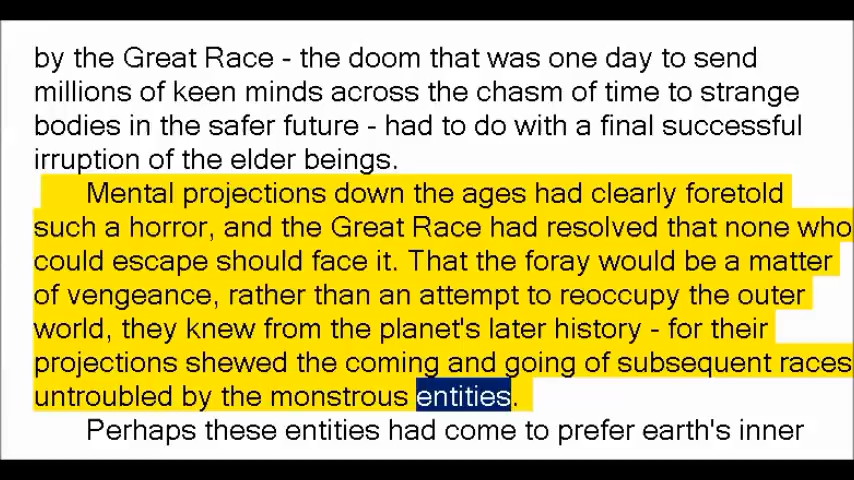 by the Great Race - the doom that was one day to send
millions of keen minds across the chasm of time to strange
bodies in the safer future - had to do with a final successful
irruption of the elder beings.
Mental projections down the ages had clearly foretold
such a horror, and the Great Race had resolved that none who
could escape should face it. That the foray would be a matter
of vengeance, rather than an attempt to reoccupy the outer
world, they knew from the planet's later history - for their
projections shewed the coming and going of subsequent races
untroubled by the monstrous entities.
Perhaps these entities had come to prefer earth's inner